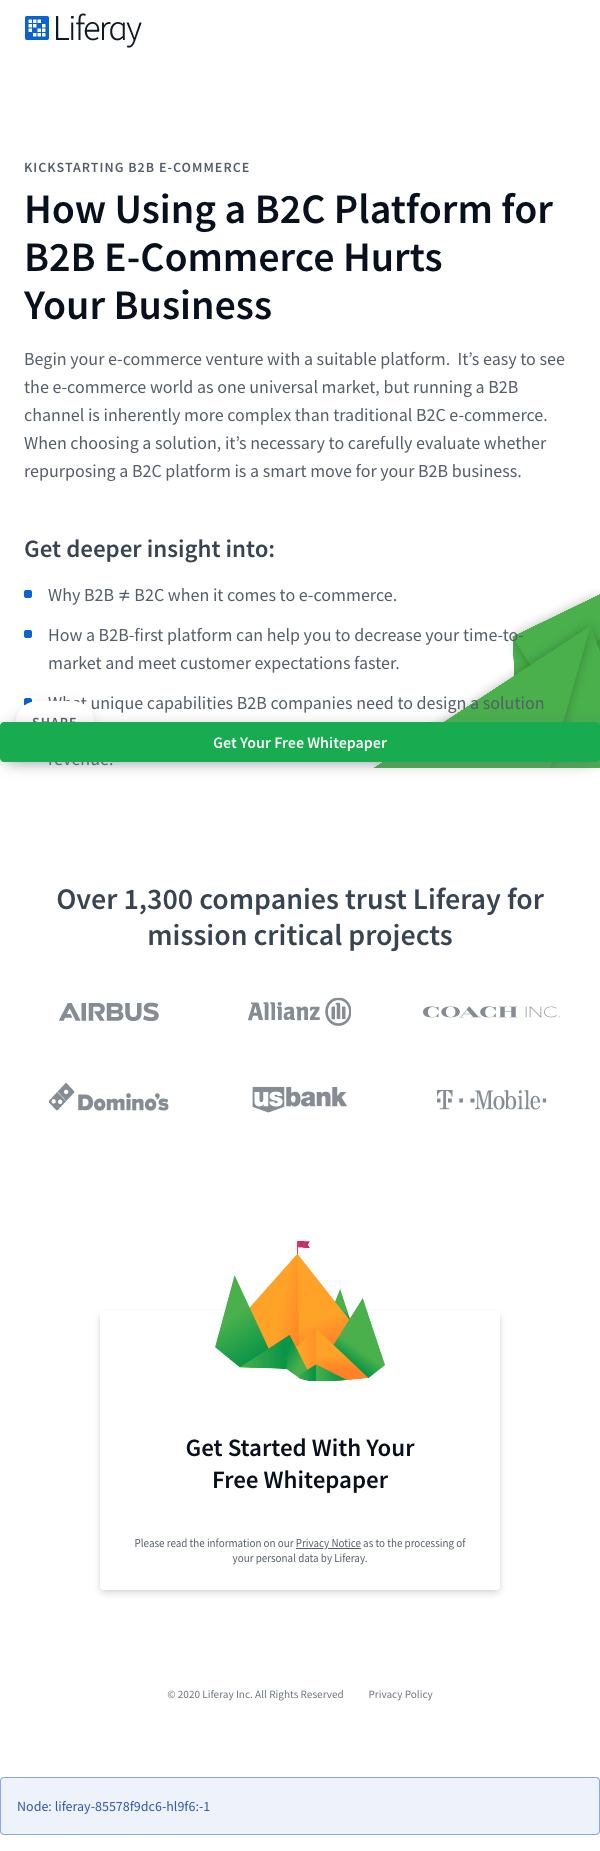 Liferay
KICKSTARTING B2B E-COMMERCE
How Using a B2C Platform for
B2B E-Commerce Hurts
Your Business
Begin your e-commerce venture with a suitable platform.  It’s easy to see
the e-commerce world as one universal market, but running a B2B
channel is inherently more complex than traditional B2C e-commerce.
When choosing a solution, it’s necessary to carefully evaluate whether
repurposing a B2C platform is a smart move for your B2B business.
Get deeper insight into:
Why B2B ≠ B2C when it comes to e-commerce.
How a B2B-first platform can help you to decrease your time-to-
market and meet customer expectations faster.
What unique capabilities B2B companies need to design a solution
SHARE
Get Your Free Whitepaper
revenue.
Over 1,300 companies trust Liferay for
mission critical projects
AIRBUS Allianz COACH INC.
Domino's usbank T · · Mobile ·
Get Started With Your
Free Whitepaper
Please read the information on our Privacy Notice as to the processing of
your personal data by Liferay.
© 2020 Liferay Inc. All Rights Reserved Privacy Policy
Node: liferay-85578f9dc6-hl9f6:-1